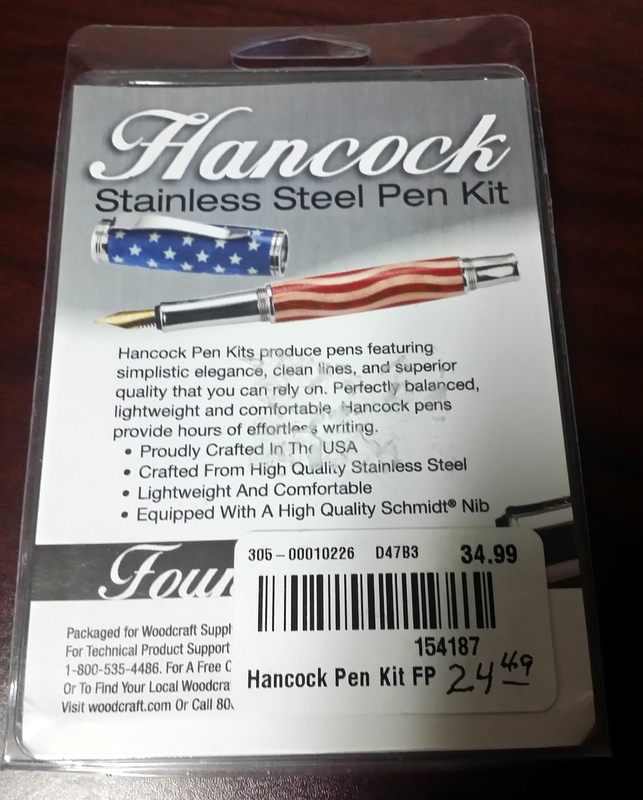 Hancock
Stainless Steel Pen Kit
Hancock Pen Kits produce pens featuring
simplistic elegance, clean lines, and superior
quality that you can rely on. Perfectly balanced,
lightweight and comfortable Hancock pens
provide hours of effortless writing.
• Proudly Crafted In The USA
• Crafted From High Quality Stainless Steel
• Lightweight And Comfortable
• Equipped With A High Quality Schmidt® Nib
305-00010226 D47B3 34.99
154187
Hancock Pen Kit FP 24 49
Packaged for Woodcraft
For Technical Product Support
1-800-535-4486. For A Free
Or To Find Your Local
Visit woodcraft.com Or Call